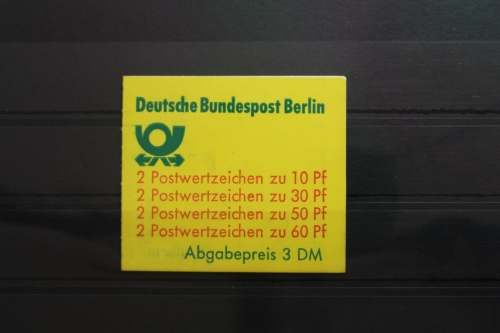 Deutsche Bundespost Berlin
2 Postwertzeichen zu 10 Pf
2 Postwertzeichen zu 30 Pf
2 Postwertzeichen zu 50 Pf
2 Postwertzeichen zu 60 Pf
Abgabepreis 3 DM